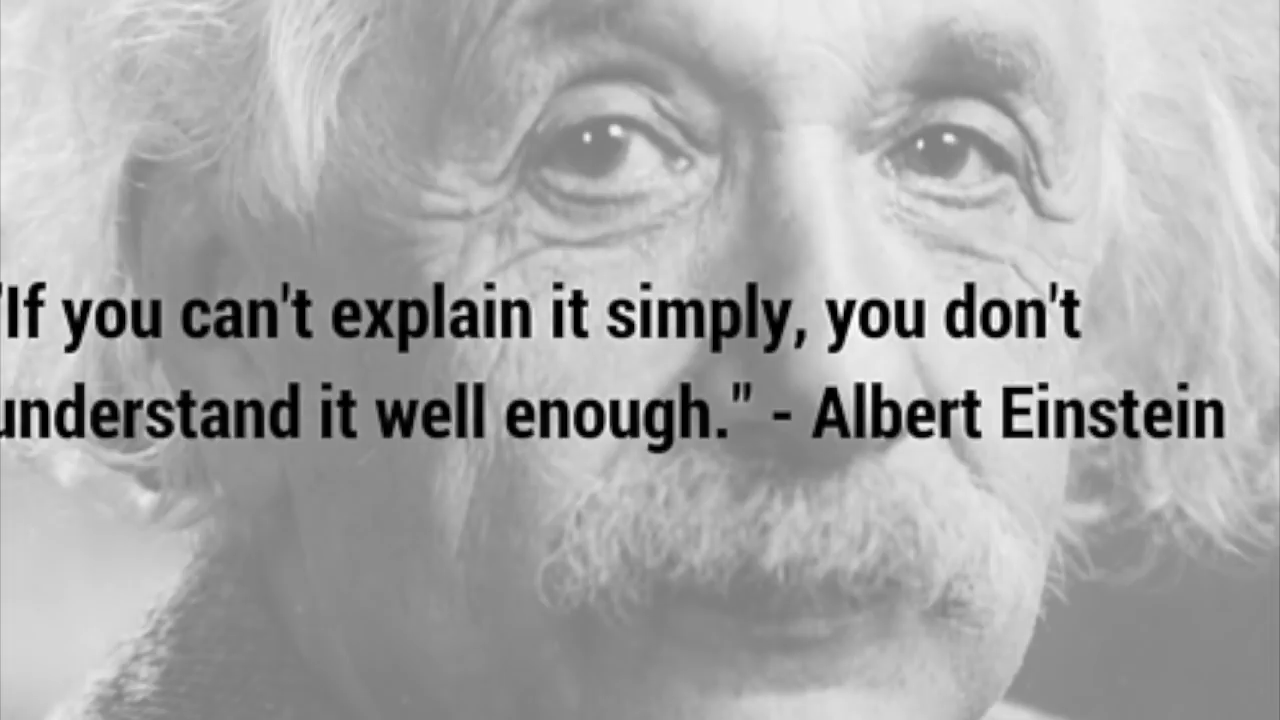 "If you can't explain it simply, you don't
understand it well enough." - Albert Einstein